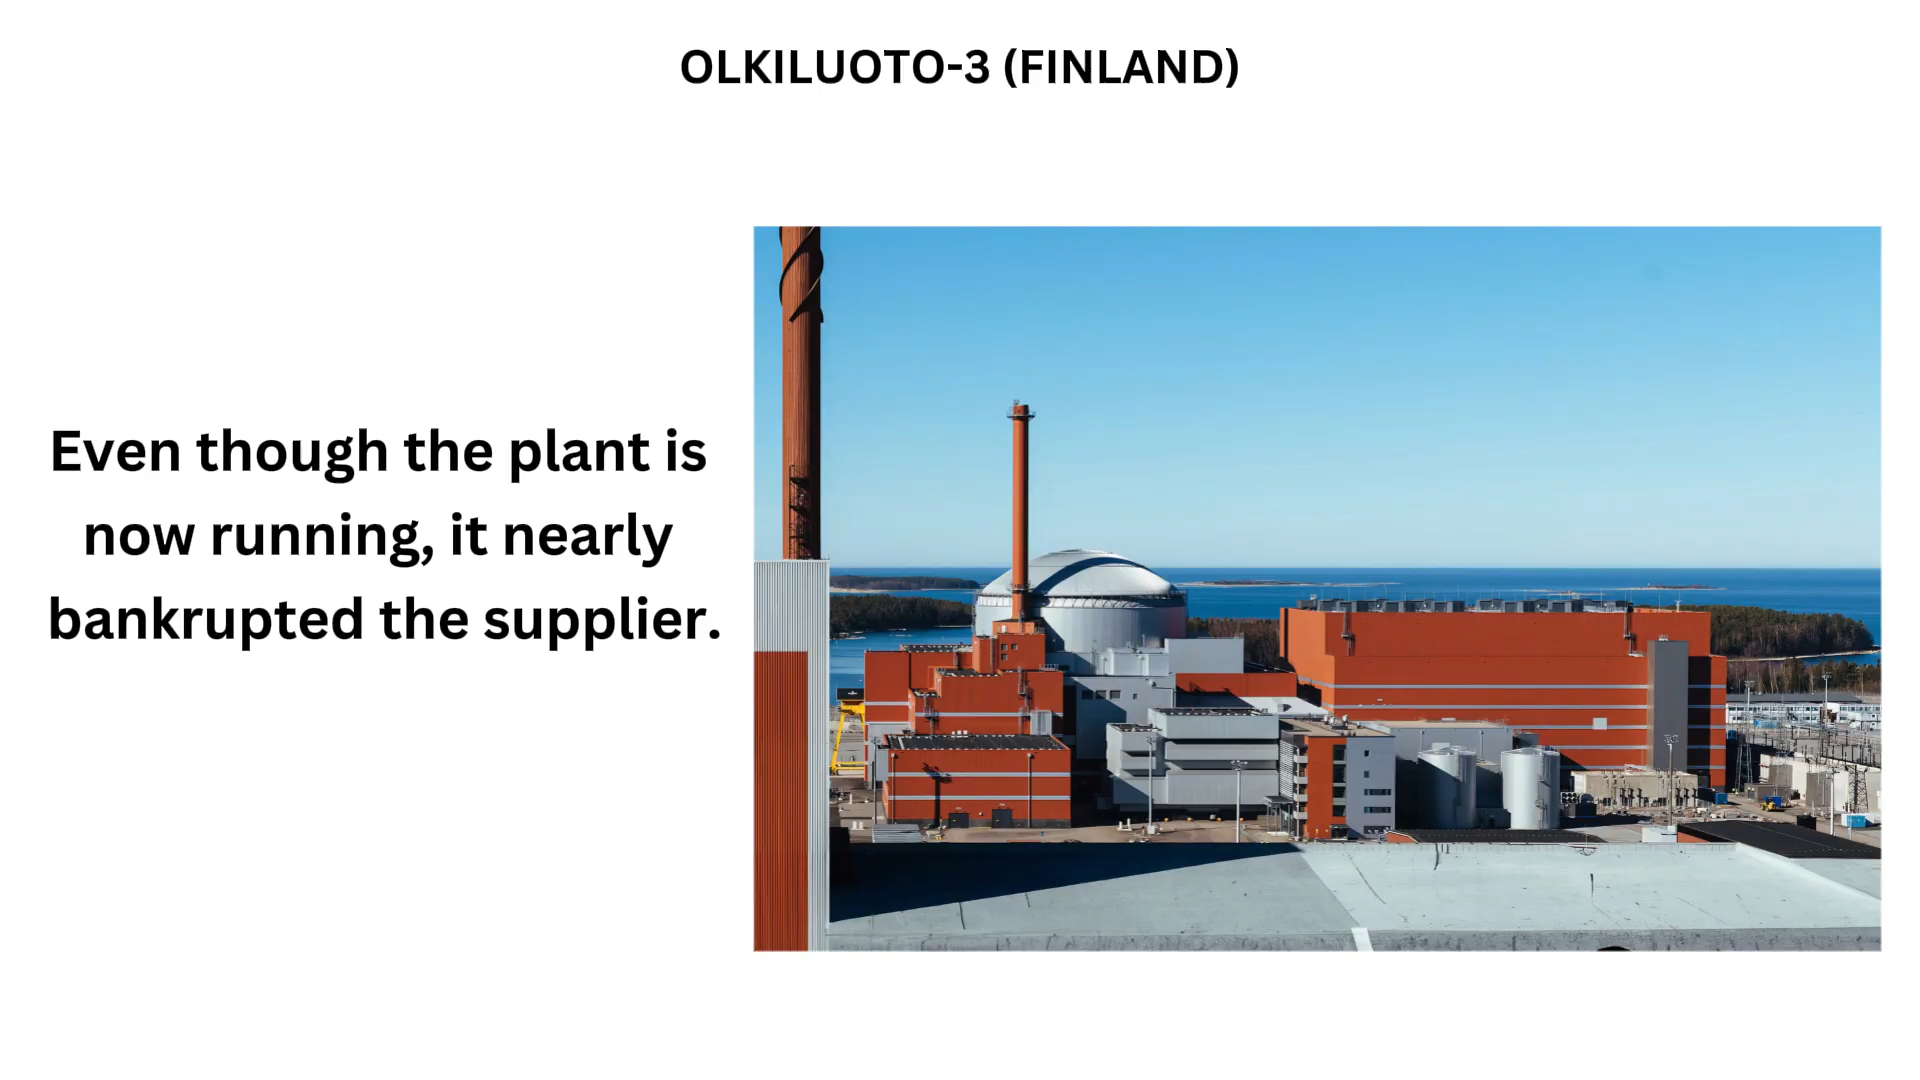 OLKILUOTO-3 (FINLAND)
Even though the plant is
now running, it nearly
bankrupted the supplier.